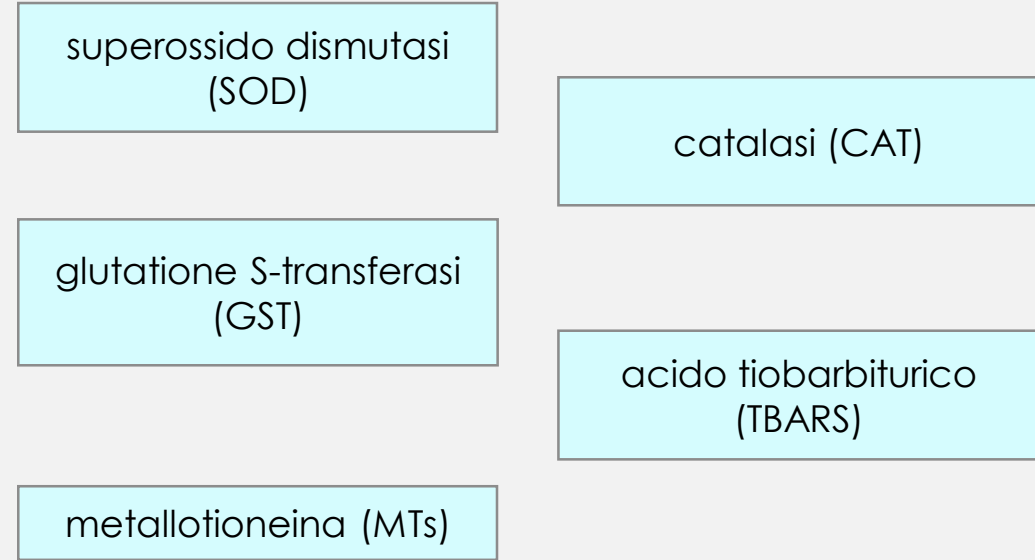 superossido dismutasi
(SOD)
catalasi (CAT)
glutatione S-transferasi
(GST)
acido tiobarbiturico
(TBARS)
metallotioneina (MTs)